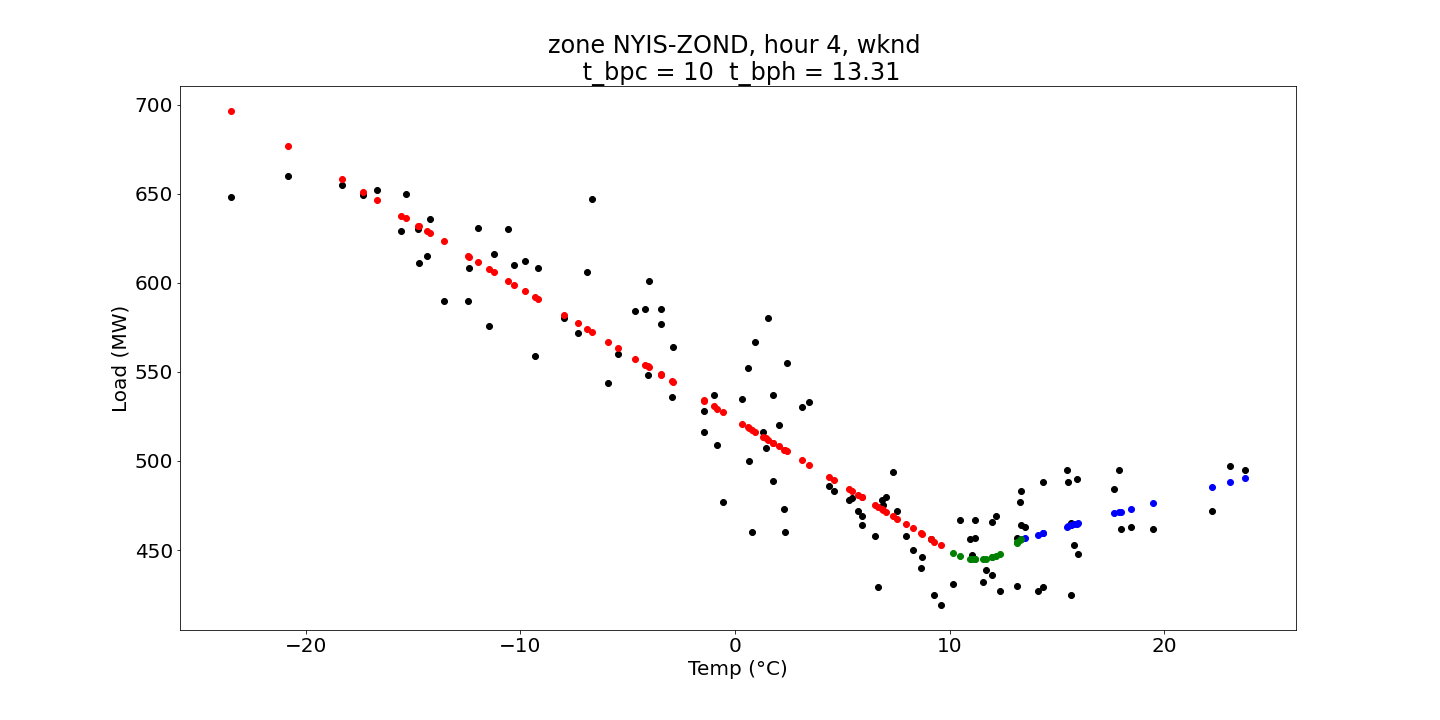 zone NYIS-ZOND, hour 4, wknd
t_bpc = 10  t_bph = 13.31
700
650
600
550
500
450
Load (MW)
−20
−10
0
10
20
Temp (°C)